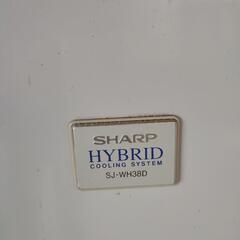 SHARP
HYBRID
COOLING SYSTEM
SJ-WH38D